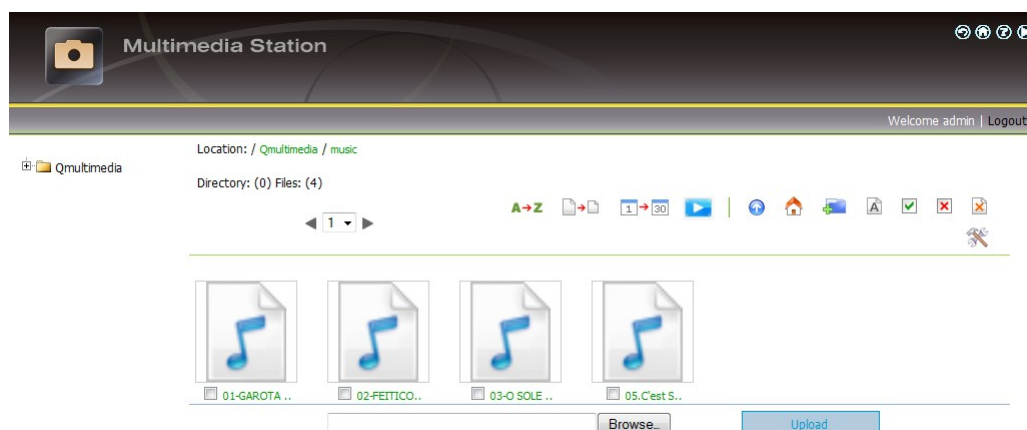 Multimedia Station
Welcome admin | Logout
Location: / Qmultimedia / music
Qmultimedia
Directory: (0) Files: (4)
A→Z 1→30 A
1
01-GAROTA ..
02-FEITICO..
03-O SOLE ..
05.C'est S..
Browse_
Upload